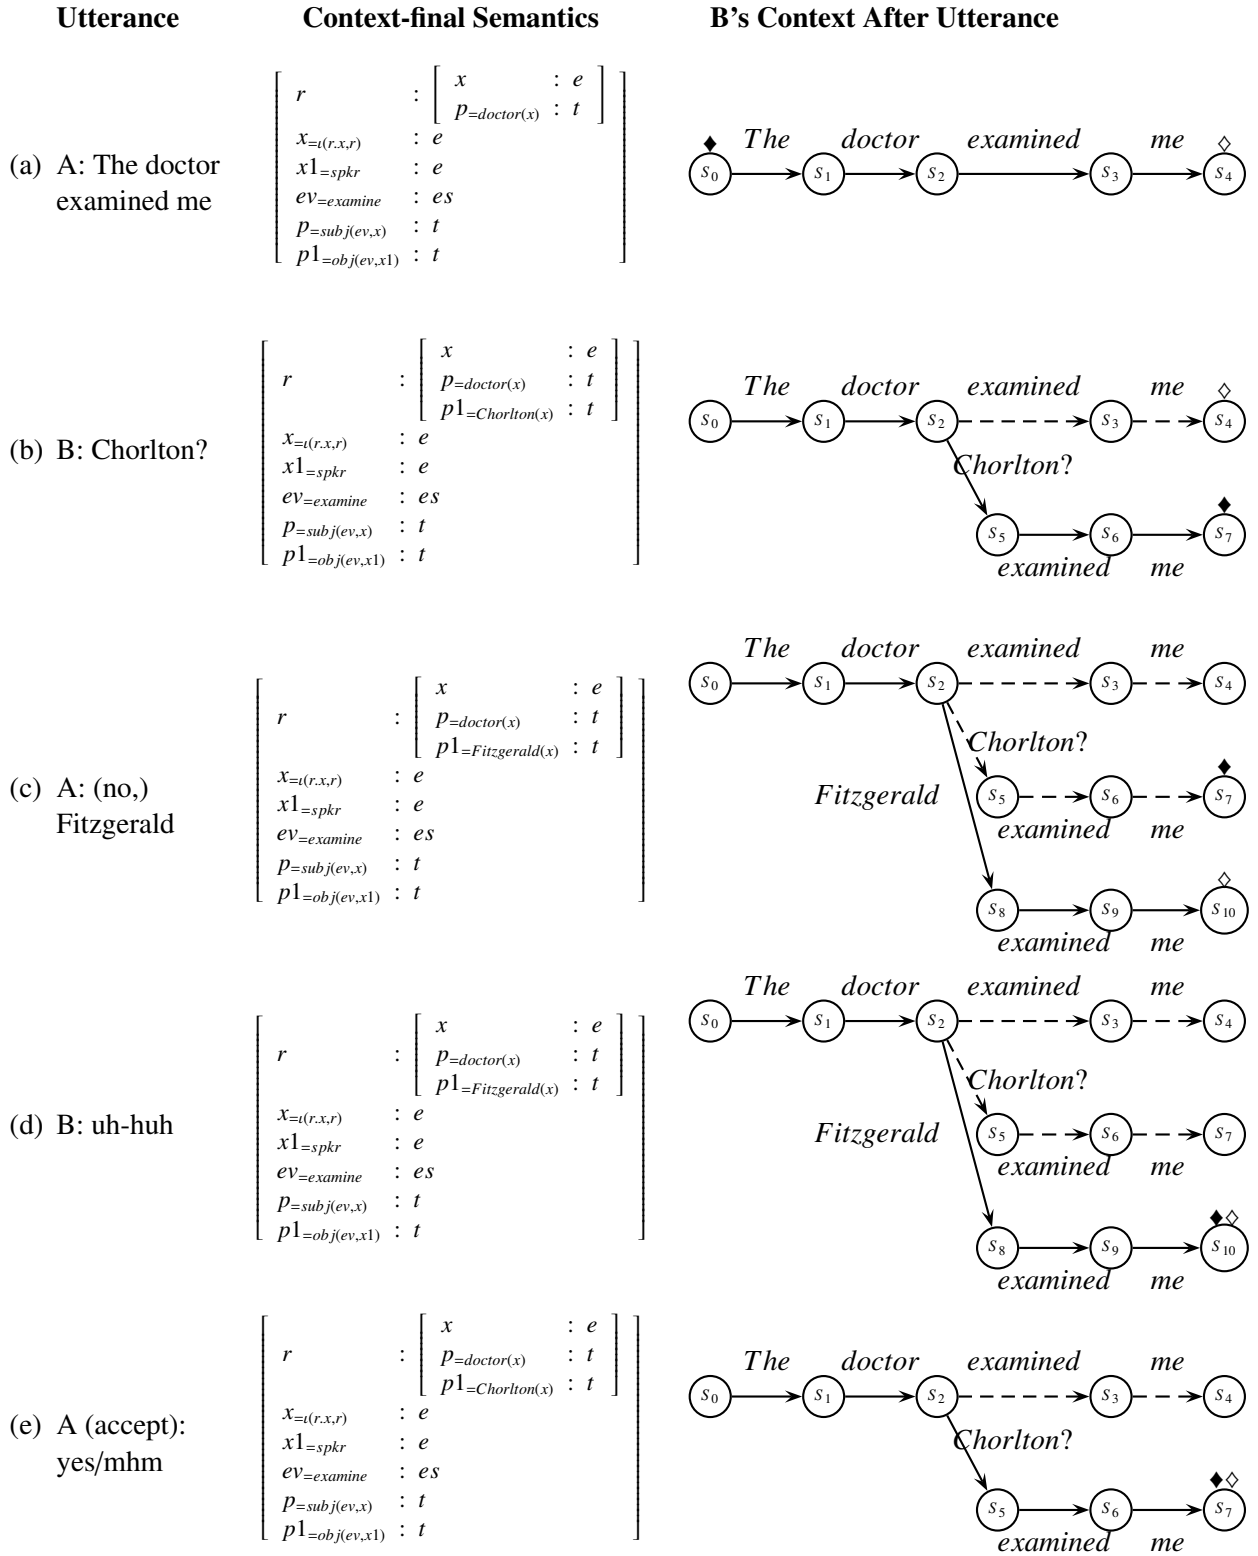 Utterance Context-final Semantics B's Context After Utterance
(a) A: The doctor examined me
r : [ x : e
p=doctor(x) : t ]
x=ι(r.x,r) : e
x1=spkr : e
ev=examine : es
p=subj(ev,x) : t
p1=obj(ev,x1) : t
♦ The doctor examined me ◇
S0 S1 S2 S3 S4
(b) B: Chorlton?
r : [ x : e
p=doctor(x) : t
p1=Chorlton(x) : t ]
x=ι(r.x,r) : e
x1=spkr : e
ev=examine : es
p=subj(ev,x) : t
p1=obj(ev,x1) : t
The doctor examined me ◇
S0 S1 S2 S3 S4
Chorlton? ♦
S5 S6 S7
examined me
(c) A: (no,) Fitzgerald
r : [ x : e
p=doctor(x) : t
p1=Fitzgerald(x) : t ]
x=ι(r.x,r) : e
x1=spkr : e
ev=examine : es
p=subj(ev,x) : t
p1=obj(ev,x1) : t
The doctor examined me
S0 S1 S2 S3 S4
Chorlton?
Fitzgerald ♦
S5 S6 S7
examined me ◇
S8 S9 S10
examined me
(d) B: uh-huh
r : [ x : e
p=doctor(x) : t
p1=Fitzgerald(x) : t ]
x=ι(r.x,r) : e
x1=spkr : e
ev=examine : es
p=subj(ev,x) : t
p1=obj(ev,x1) : t
The doctor examined me
S0 S1 S2 S3 S4
Chorlton?
Fitzgerald
S5 S6 S7
examined me ♦◇
S8 S9 S10
examined me
(e) A (accept): yes/mhm
r : [ x : e
p=doctor(x) : t
p1=Chorlton(x) : t ]
x=ι(r.x,r) : e
x1=spkr : e
ev=examine : es
p=subj(ev,x) : t
p1=obj(ev,x1) : t
The doctor examined me
S0 S1 S2 S3 S4
Chorlton? ♦◇
S5 S6 S7
examined me